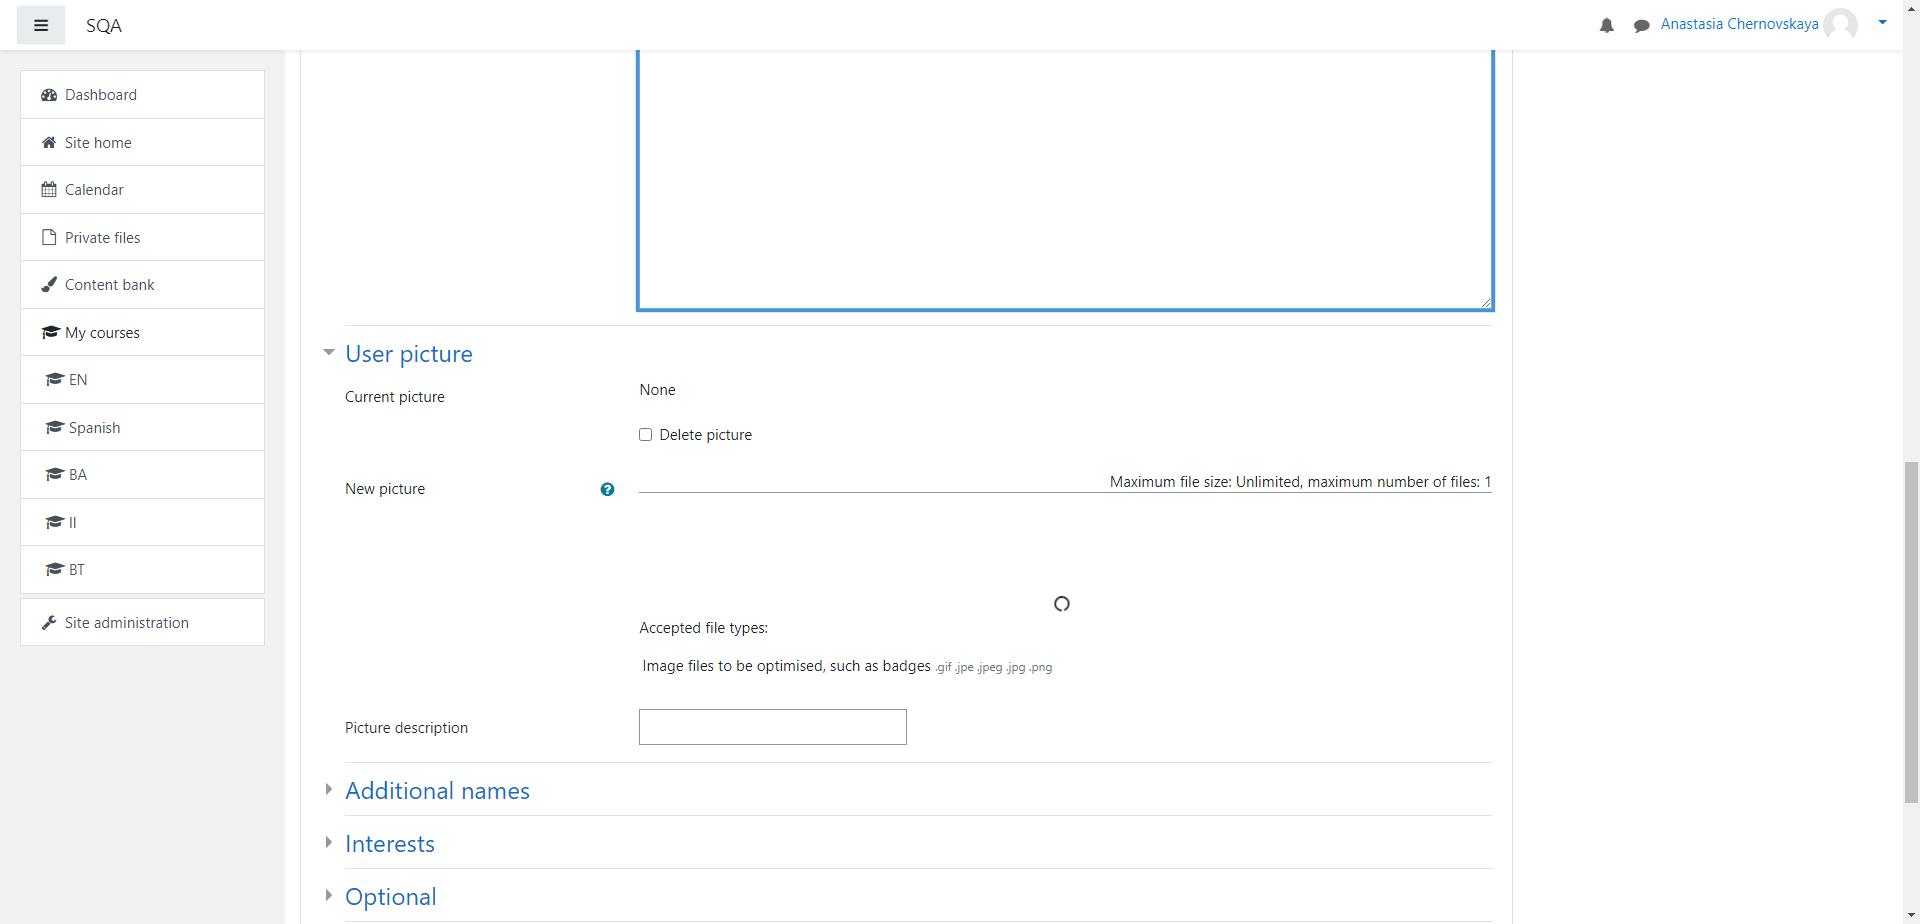 SQA
Anastasia Chernovskaya
Dashboard
Site home
Calendar
Private files
Content bank
My courses
EN
Spanish
BA
II
BT
Site administration
User picture
Current picture
None
Delete picture
New picture
Maximum file size: Unlimited, maximum number of files: 1
Accepted file types:
Image files to be optimised, such as badges .gif .jpe .jpeg .jpg .png
Picture description
Additional names
Interests
Optional